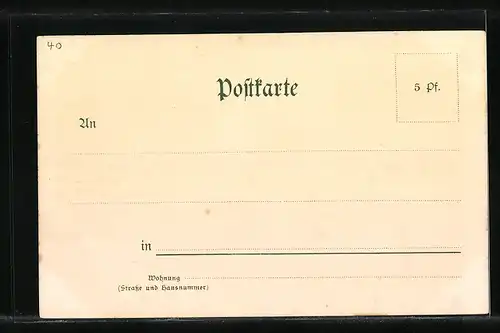 40
Postkarte
5 Pf.
An
in
Wohnung
(Straße und Hausnummer)